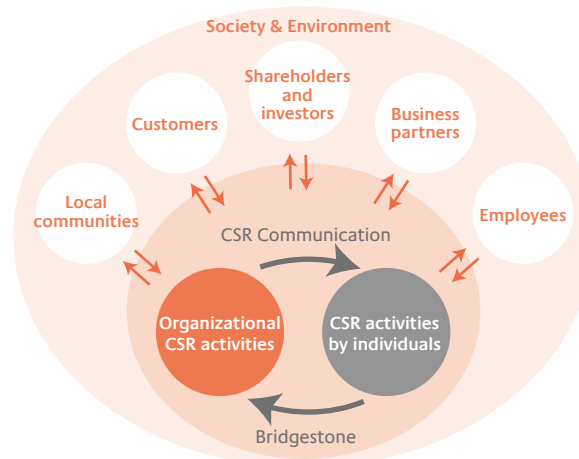 Society & Environment
Shareholders
and
investors
Customers
Business
partners
Local
communities
Employees
CSR Communication
Organizational
CSR activities
CSR activities
by individuals
Bridgestone